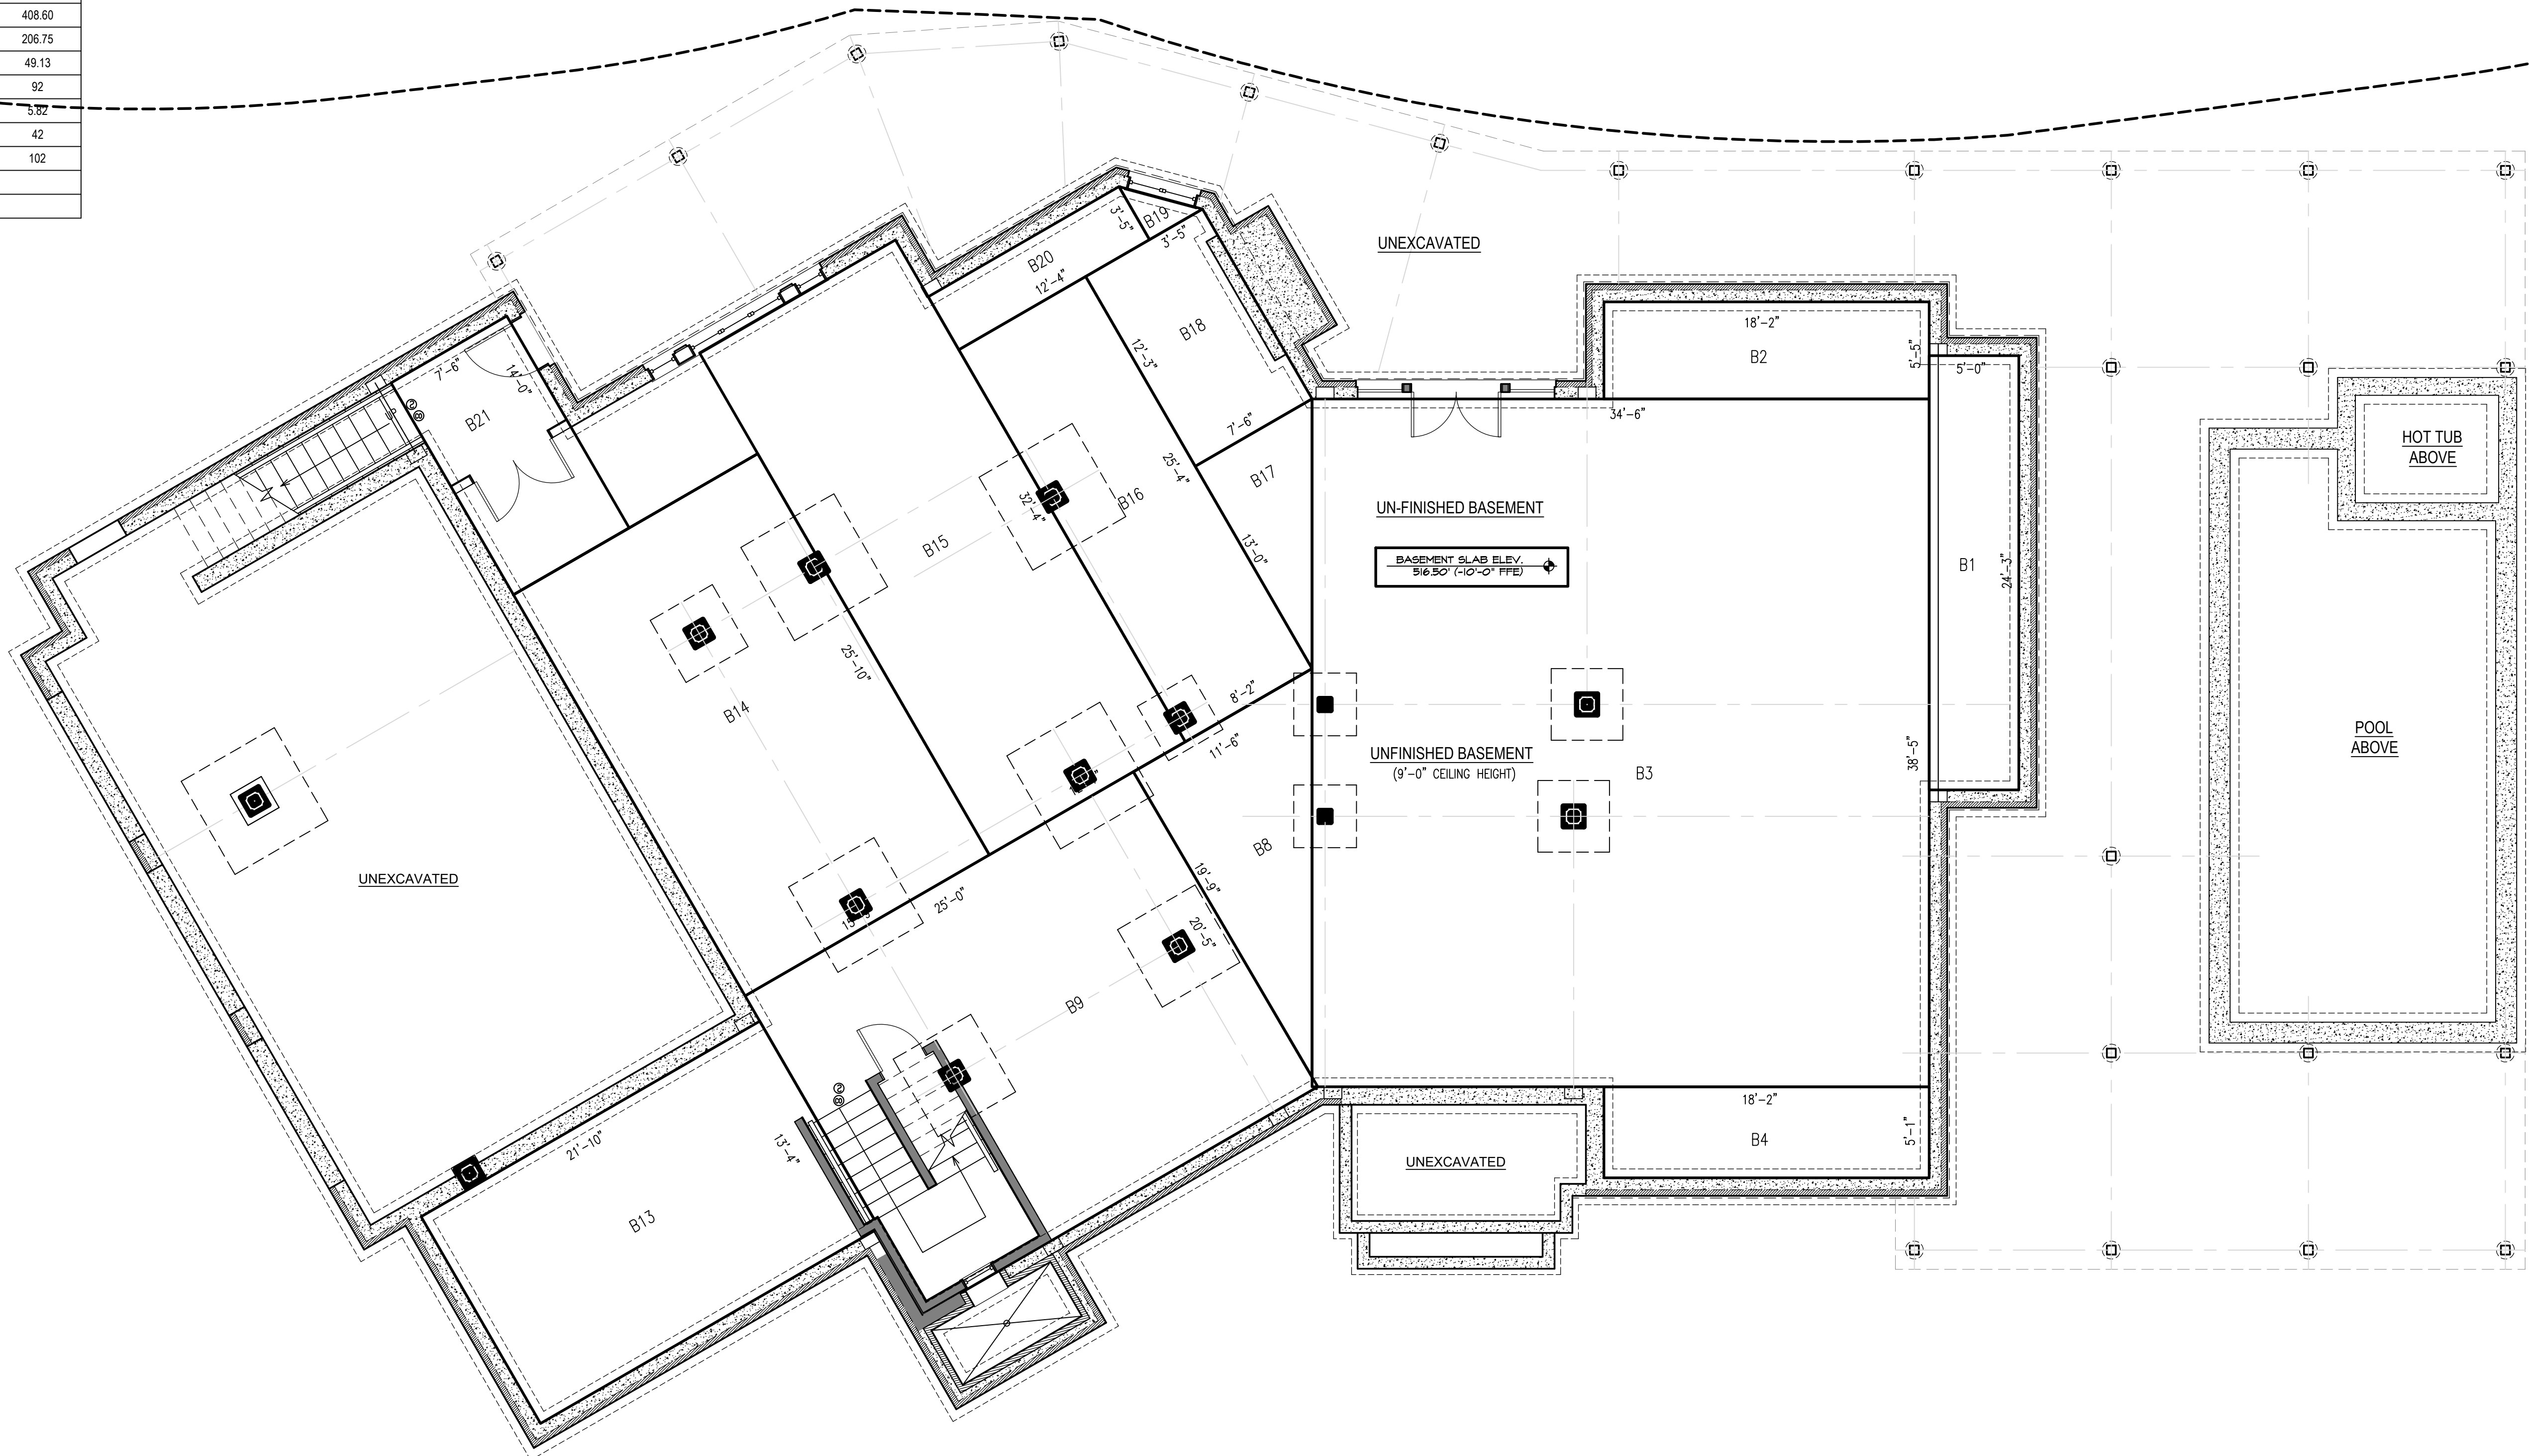 408.60
206.75
49.13
92
5.82
42
102
B19
3'-5"
3'-5"
B20
12'-4"
UNEXCAVATED
B18
12'-3"
18'-2"
B2
5'-5"
5'-0"
7'-6"
14'-0"
B21
34'-6"
7'-6"
25'-4"
B17
HOT TUB
ABOVE
32'-4"
B16
B15
UN-FINISHED BASEMENT
13'-0"
BASEMENT SLAB ELEV.
516.50' (-10'-0" FFE)
B1
24'-3"
25'-10"
B14
8'-2"
11'-6"
UNFINISHED BASEMENT
(9'-0" CEILING HEIGHT)
B3
38'-5"
POOL
ABOVE
B8
19'-9"
UNEXCAVATED
25'-0"
20'-5"
B9
18'-2"
B4
5'-1"
13'-4"
21'-10"
UNEXCAVATED
B13